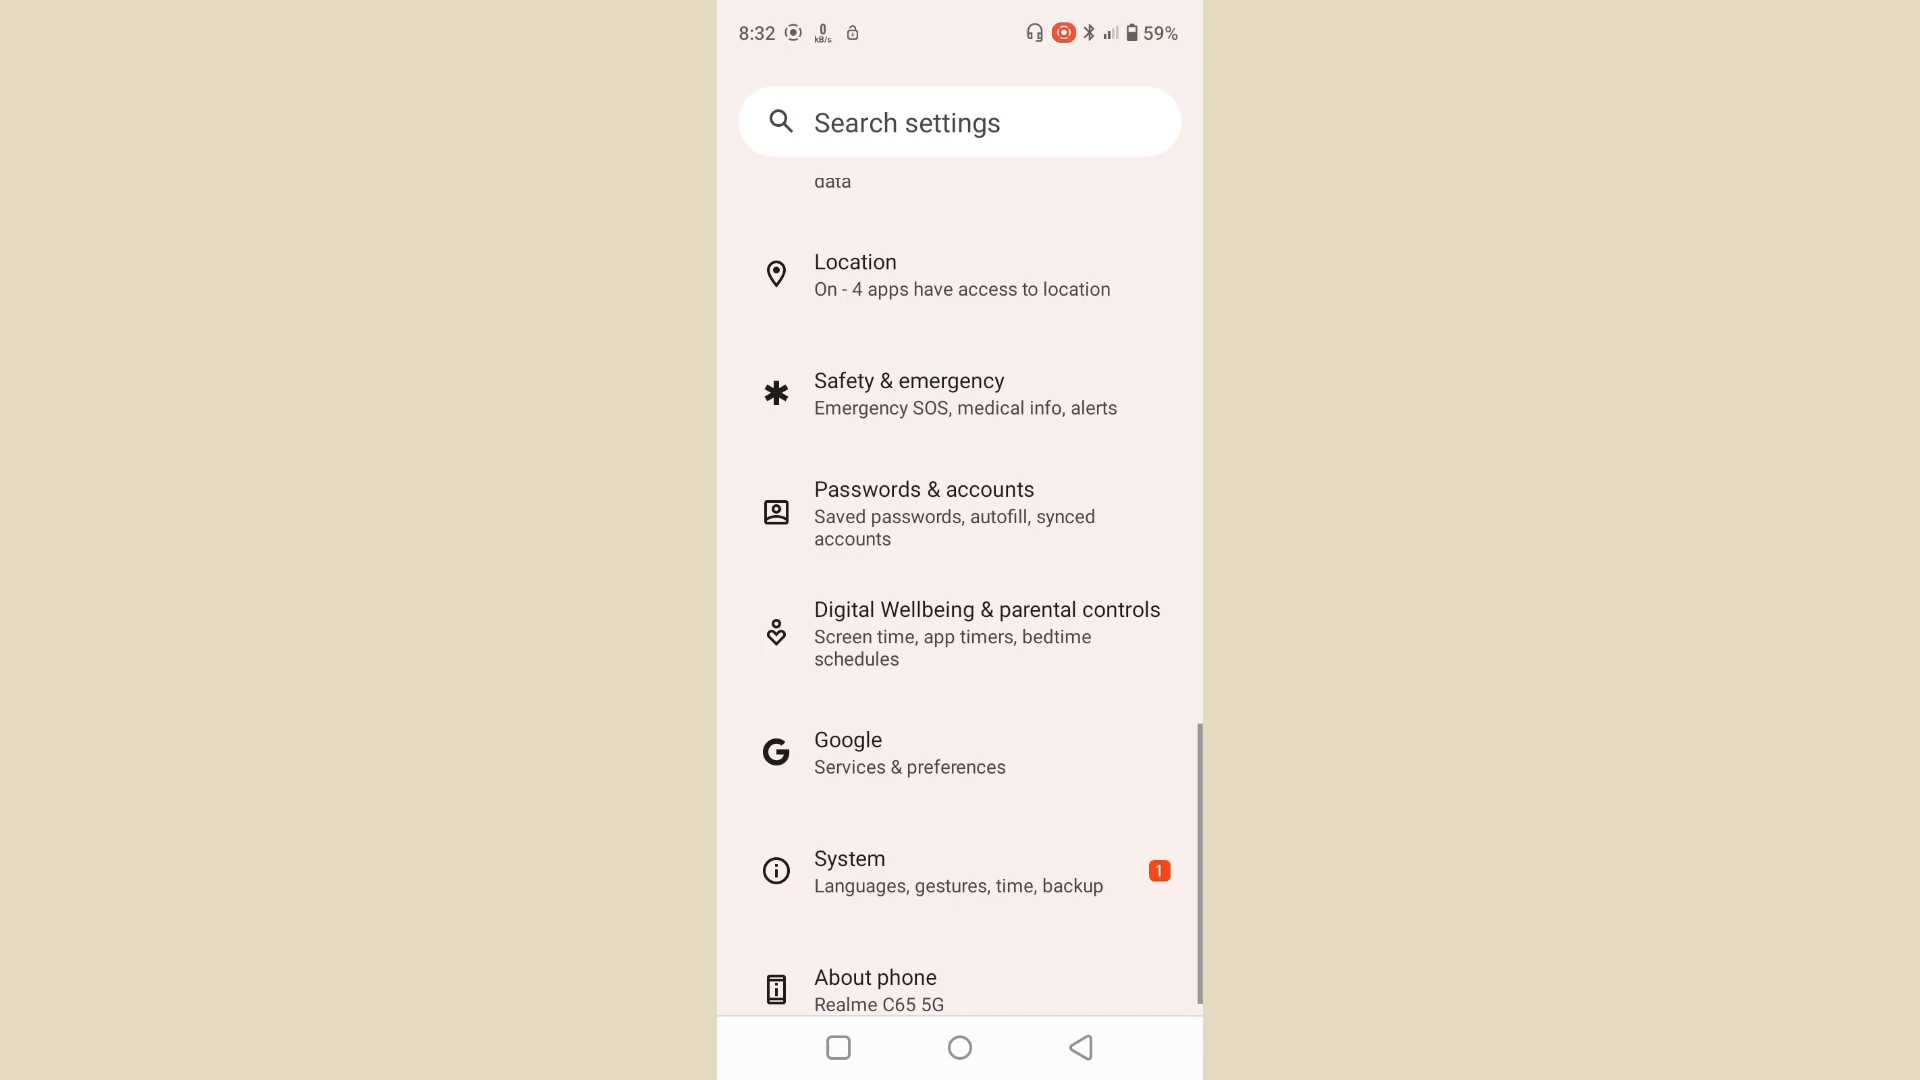 8:32 0 kB/s 59%
Search settings
data
Location
On - 4 apps have access to location
Safety & emergency
Emergency SOS, medical info, alerts
Passwords & accounts
Saved passwords, autofill, synced
accounts
Digital Wellbeing & parental controls
Screen time, app timers, bedtime
schedules
Google
Services & preferences
System
1
Languages, gestures, time, backup
About phone
Realme C65 5G